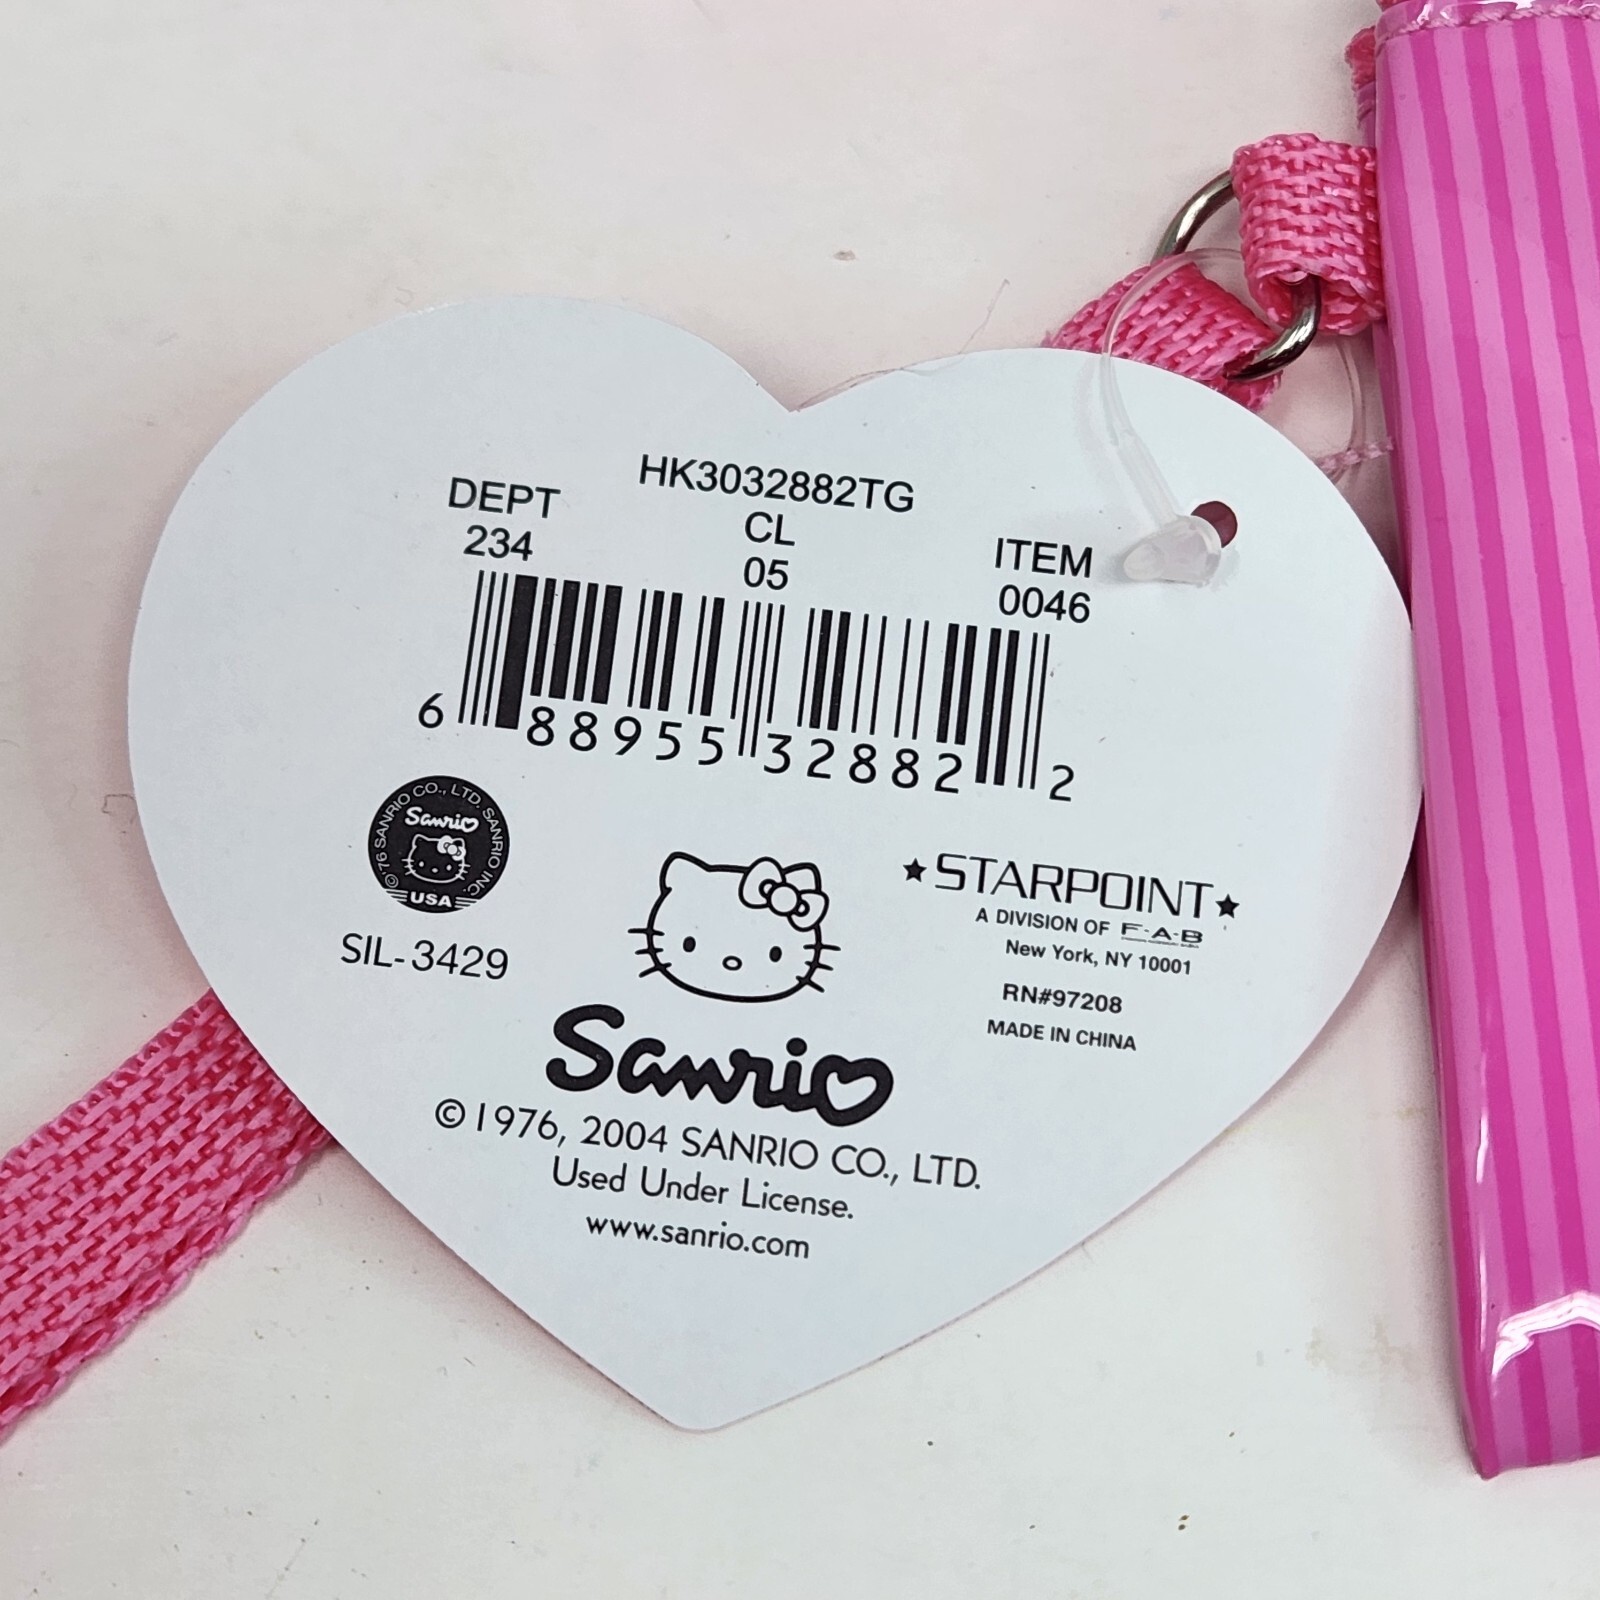 HK3032882TG
DEPT CL ITEM
234 05 0046
6 88955 32882 2
©'76 SANRIO CO., LTD. SANRIO INC.
Sanrio
USA
SIL-3429
★STARPOINT★
A DIVISION OF F·A·B
New York, NY 10001
RN#97208
MADE IN CHINA
Sanrio
© 1976, 2004 SANRIO CO., LTD.
Used Under License.
www.sanrio.com